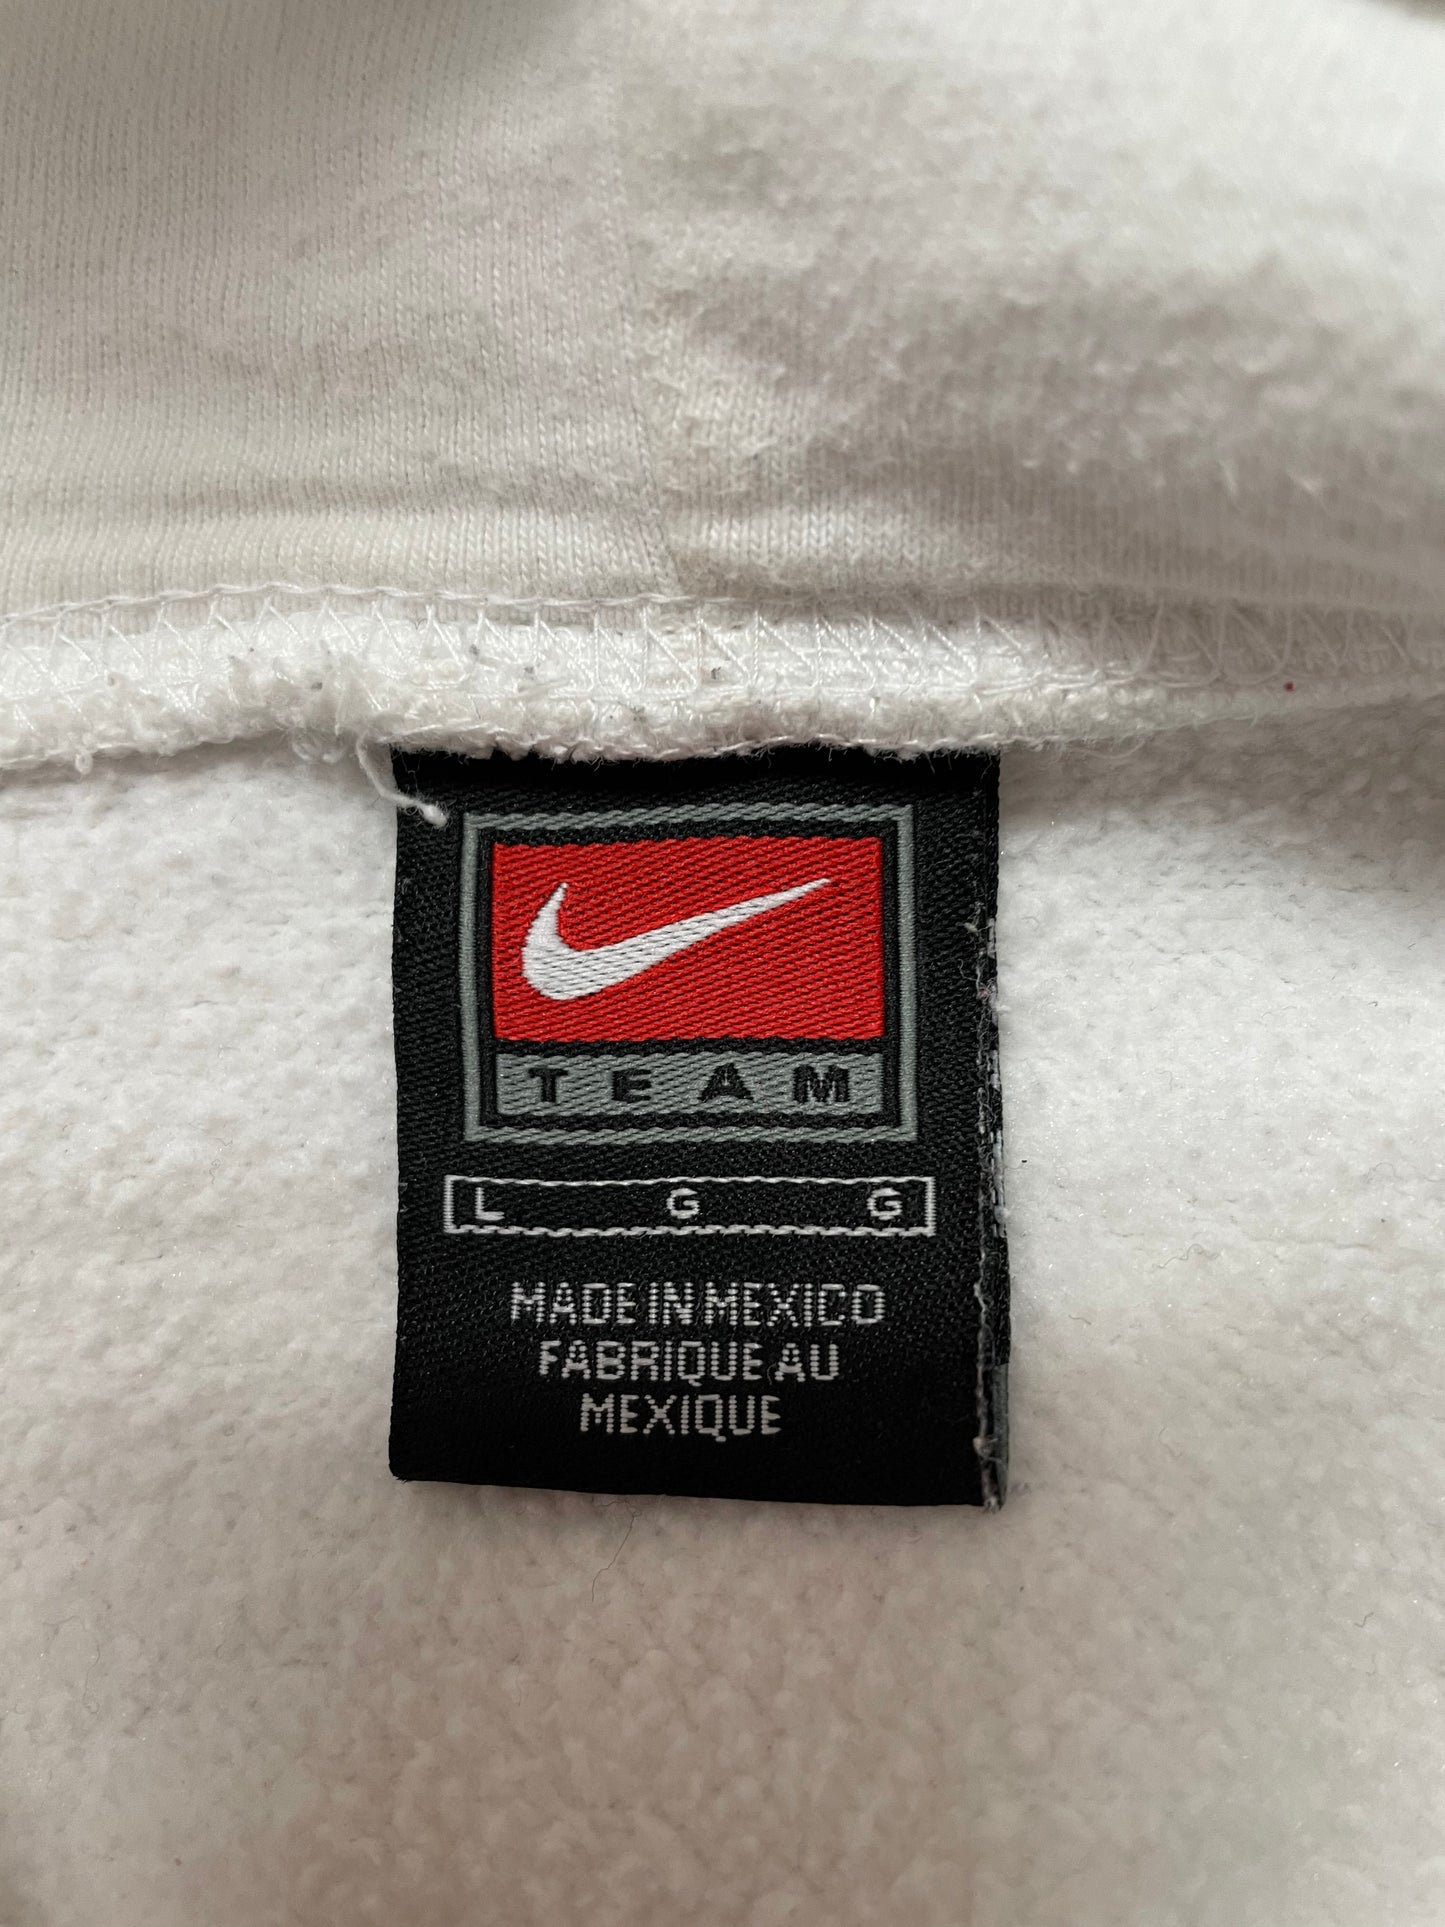 TEAM
L G G
MADE IN MEXICO
FABRIQUE AU
MEXIQUE